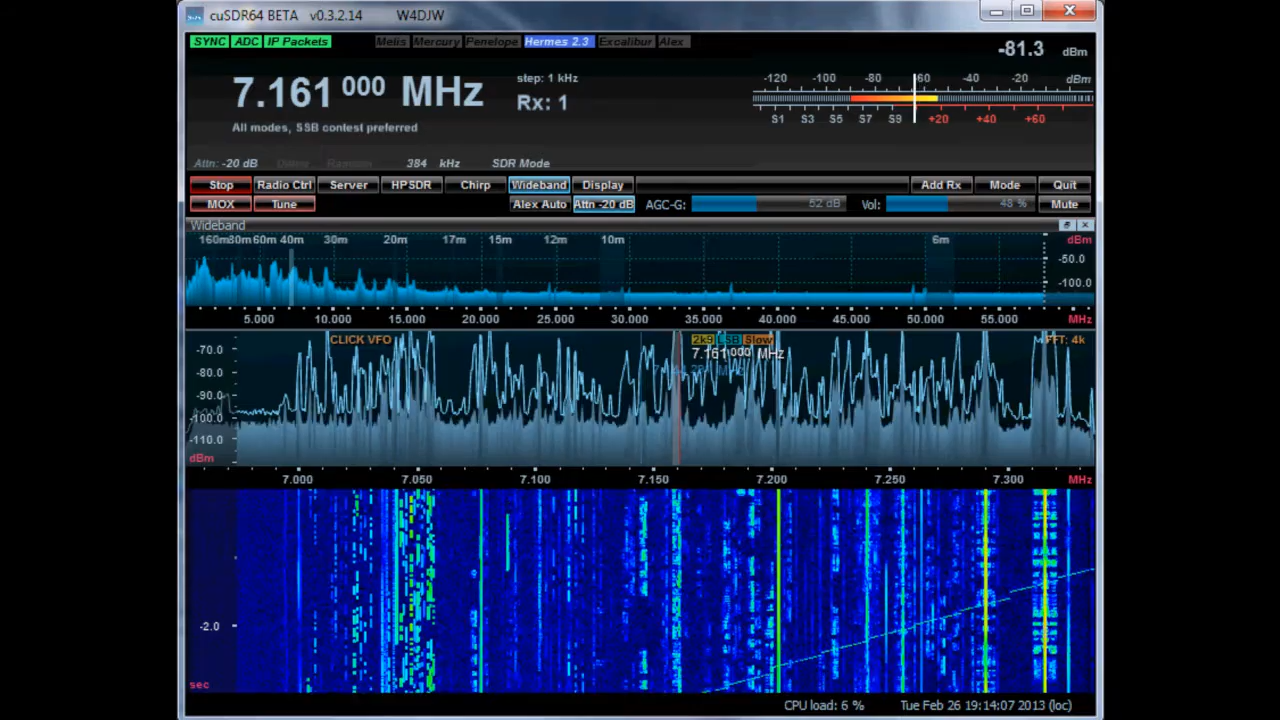 cuSDR64 BETA v0.3.2.14 W4DJW
SYNC ADC IP Packets Melis Mercury Penelope Hermes 2.3 Excalibur Alex
-81.3 dBm
7.161 000 MHz
step: 1 kHz
Rx: 1
All modes, SSB contest preferred
-120 -100 -80 -60 -40 -20 dBm
S1 S3 S5 S7 S9 +20 +40 +60
Attn: -20 dB Dither Random 384 kHz SDR Mode
Stop Radio Ctrl Server HPSDR Chirp Wideband Display Add Rx Mode Quit
MOX Tune Alex Auto Attn -20 dB AGC-G: 52 dB Vol: 48 % Mute
Wideband
160m 80m 60m 40m 30m 20m 17m 15m 12m 10m 6m dBm
-50.0
-100.0
5.000 10.000 15.000 20.000 25.000 30.000 35.000 40.000 45.000 50.000 55.000 MHz
CLICK VFO 2k9 LSB Slow FFT: 4k
7.161 000 MHz
-70.0
-80.0
-90.0
-100.0
-110.0
dBm
7.000 7.050 7.100 7.150 7.200 7.250 7.300 MHz
-2.0
sec
CPU load: 6 % Tue Feb 26 19:14:07 2013 (loc)